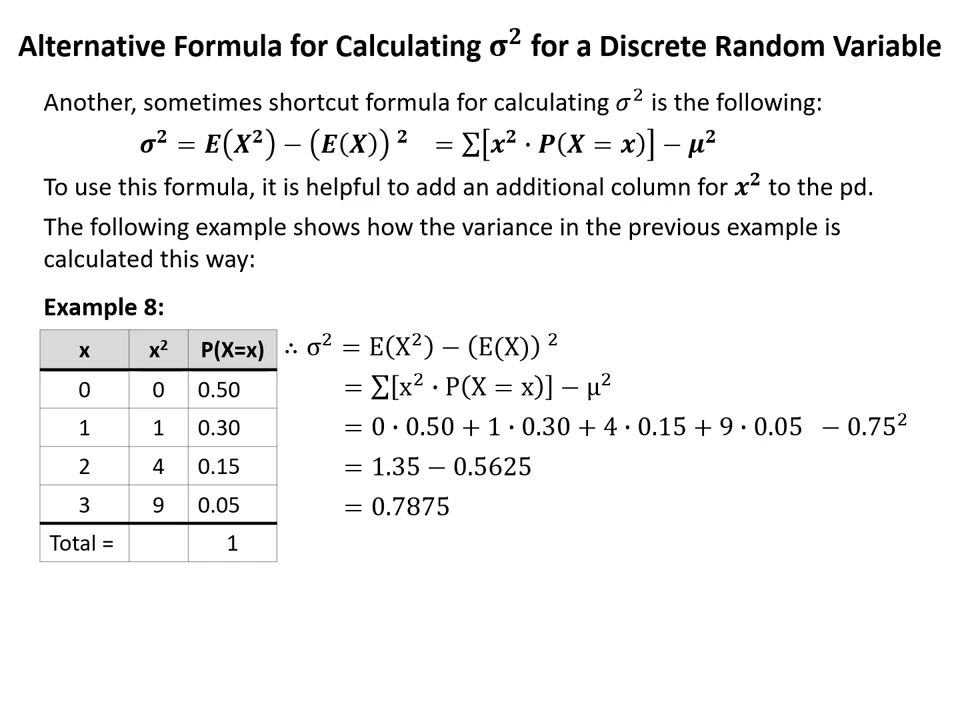 Alternative Formula for Calculating σ² for a Discrete Random Variable
Another, sometimes shortcut formula for calculating σ² is the following:
σ² = E(X²) − (E(X))² = ∑[x² · P(X = x)] − μ²
To use this formula, it is helpful to add an additional column for x² to the pd.
The following example shows how the variance in the previous example is
calculated this way:
Example 8:
x x² P(X=x)
0 0 0.50
1 1 0.30
2 4 0.15
3 9 0.05
Total = 1
∴ σ² = E(X²) − (E(X))²
= ∑[x² · P(X = x)] − μ²
= 0 · 0.50 + 1 · 0.30 + 4 · 0.15 + 9 · 0.05 − 0.75²
= 1.35 − 0.5625
= 0.7875